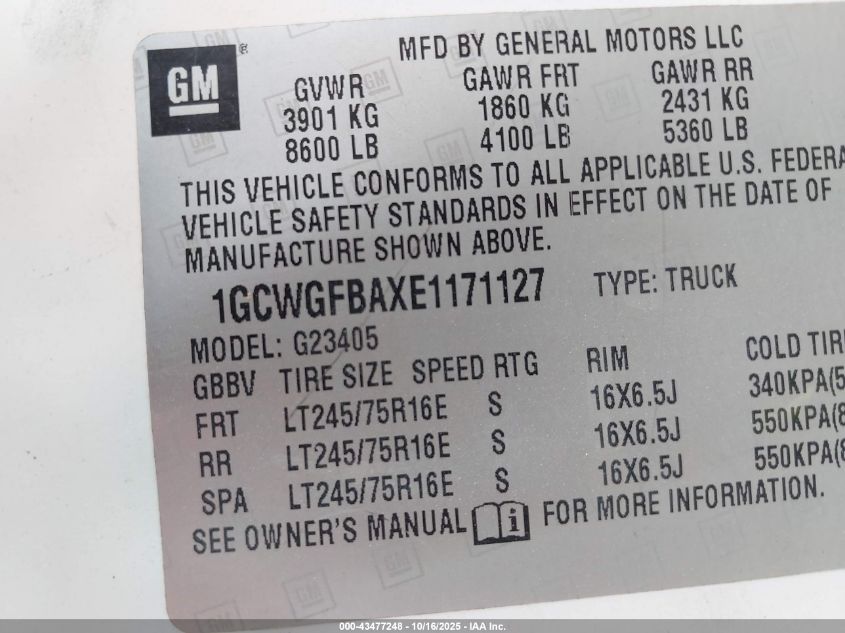 GM
®
MFD BY GENERAL MOTORS LLC
GVWR GAWR FRT GAWR RR
3901 KG 1860 KG 2431 KG
8600 LB 4100 LB 5360 LB
THIS VEHICLE CONFORMS TO ALL APPLICABLE U.S. FEDERA
VEHICLE SAFETY STANDARDS IN EFFECT ON THE DATE OF
MANUFACTURE SHOWN ABOVE.
1GCWGFBAXE1171127 TYPE: TRUCK
MODEL: G23405
GBBV TIRE SIZE SPEED RTG RIM COLD TIR
FRT LT245/75R16E S 16X6.5J 340KPA(5
RR LT245/75R16E S 16X6.5J 550KPA(8
SPA LT245/75R16E S 16X6.5J 550KPA(8
SEE OWNER'S MANUAL i FOR MORE INFORMATION.
000-43477248 - 10/16/2025 - IAA Inc.